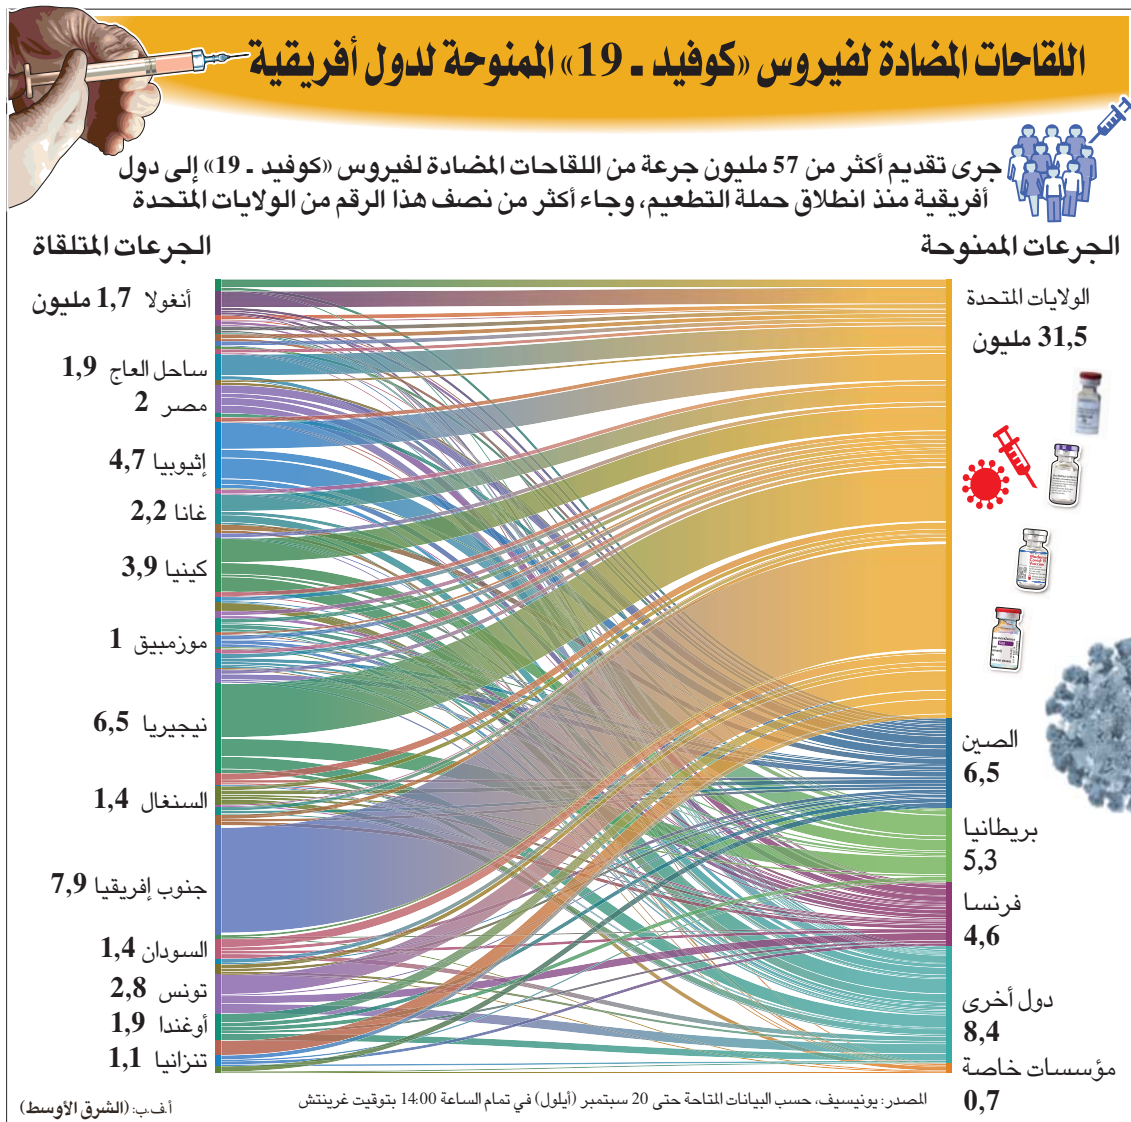 اللقاحات المضادة لفيروس «كوفيد ـ 19» الممنوحة لدول أفريقية
جرى تقديم أكثر من 57 مليون جرعة من اللقاحات المضادة لفيروس «كوفيد ـ 19» إلى دول
أفريقية منذ انطلاق حملة التطعيم، وجاء أكثر من نصف هذا الرقم من الولايات المتحدة
الجرعات الممنوحة
الولايات المتحدة
31,5 مليون
الصين
6,5
بريطانيا
5,3
فرنسا
4,6
دول أخرى
8,4
مؤسسات خاصة
0,7
الجرعات المتلقاة
أنغولا 1,7 مليون
ساحل العاج 1,9
مصر 2
إثيوبيا 4,7
غانا 2,2
كينيا 3,9
موزمبيق 1
نيجيريا 6,5
السنغال 1,4
جنوب إفريقيا 7,9
السودان 1,4
تونس 2,8
أوغندا 1,9
تنزانيا 1,1
المصدر: يونيسيف، حسب البيانات المتاحة حتى 20 سبتمبر (أيلول) في تمام الساعة 14:00 بتوقيت غرينتش
أ.ف.ب: (الشرق الأوسط)